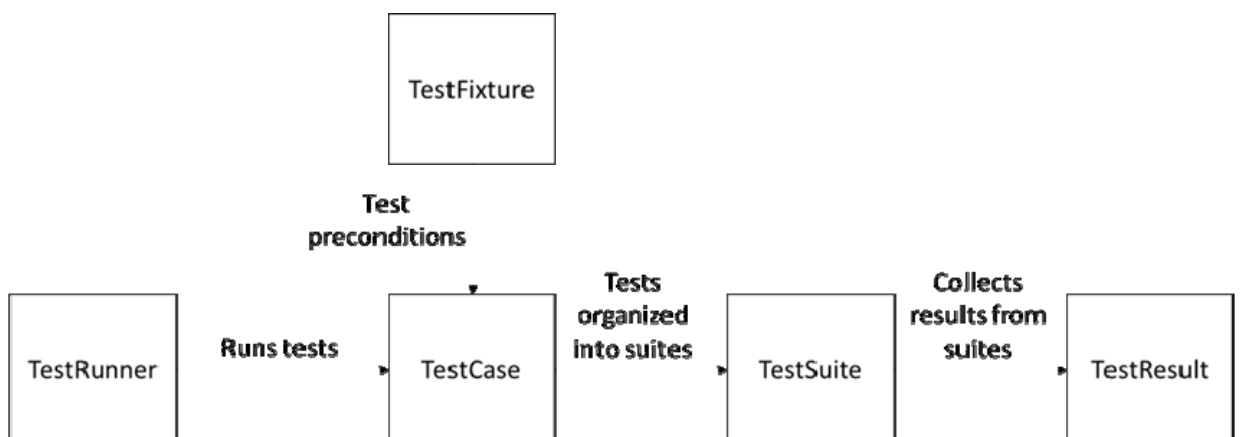 TestFixture
Test
preconditions
TestRunner
Runs tests
TestCase
Tests
organized
into suites
TestSuite
Collects
results from
suites
TestResult